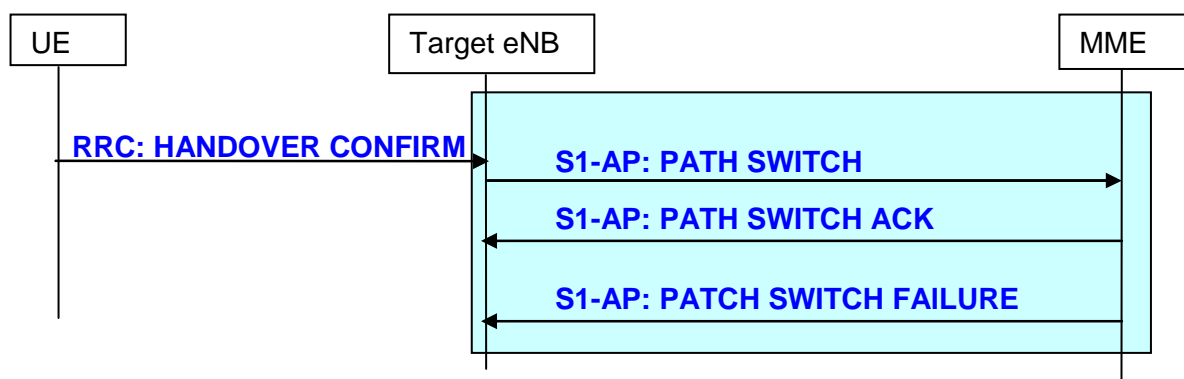 UE
Target eNB
MME
RRC: HANDOVER CONFIRM
S1-AP: PATH SWITCH
S1-AP: PATH SWITCH ACK
S1-AP: PATCH SWITCH FAILURE